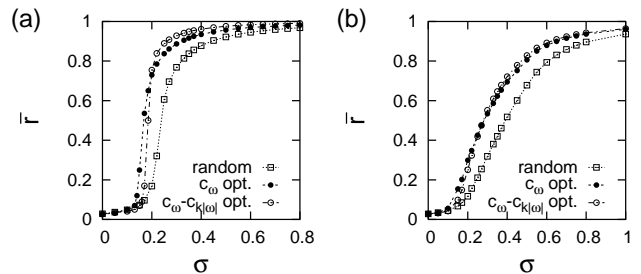 (a)
1
0.8
0.6
0.4
0.2
0
r̄
random
c_ω opt.
c_ω-c_k|ω| opt.
0 0.2 0.4 0.6 0.8
σ
(b)
1
0.8
0.6
0.4
0.2
0
r̄
random
c_ω opt.
c_ω-c_k|ω| opt.
0 0.2 0.4 0.6 0.8 1
σ